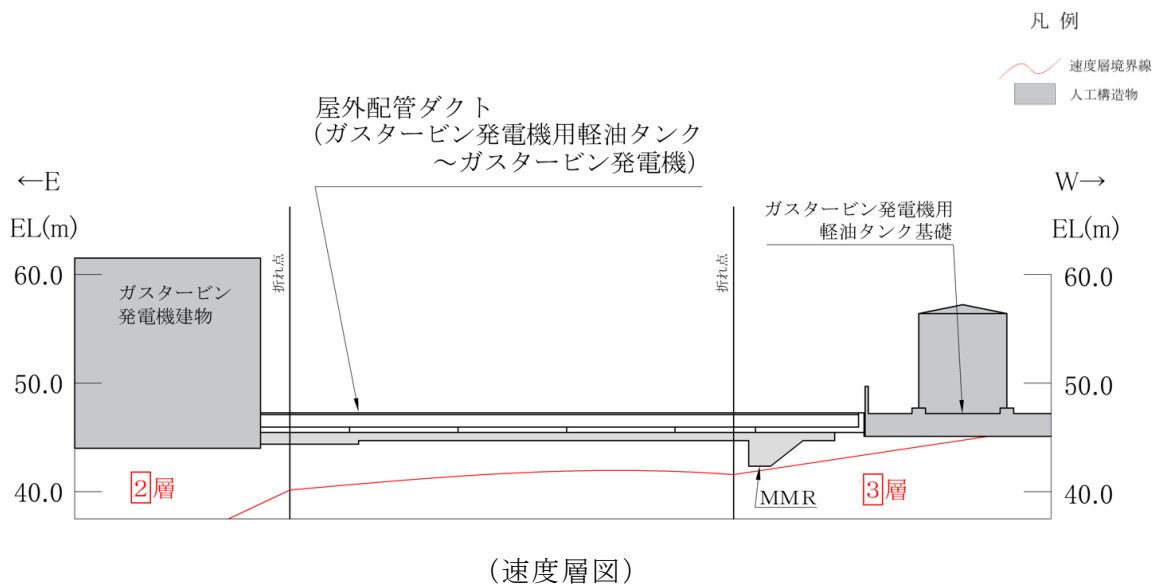 凡 例
速度層境界線
人工構造物
屋外配管ダクト
(ガスタービン発電機用軽油タンク
～ガスタービン発電機)
←E
W→
EL(m)
EL(m)
ガスタービン発電機用
軽油タンク基礎
折れ点
折れ点
60.0
60.0
ガスタービン
発電機建物
50.0
50.0
2層
3層
40.0
40.0
MMR
(速度層図)